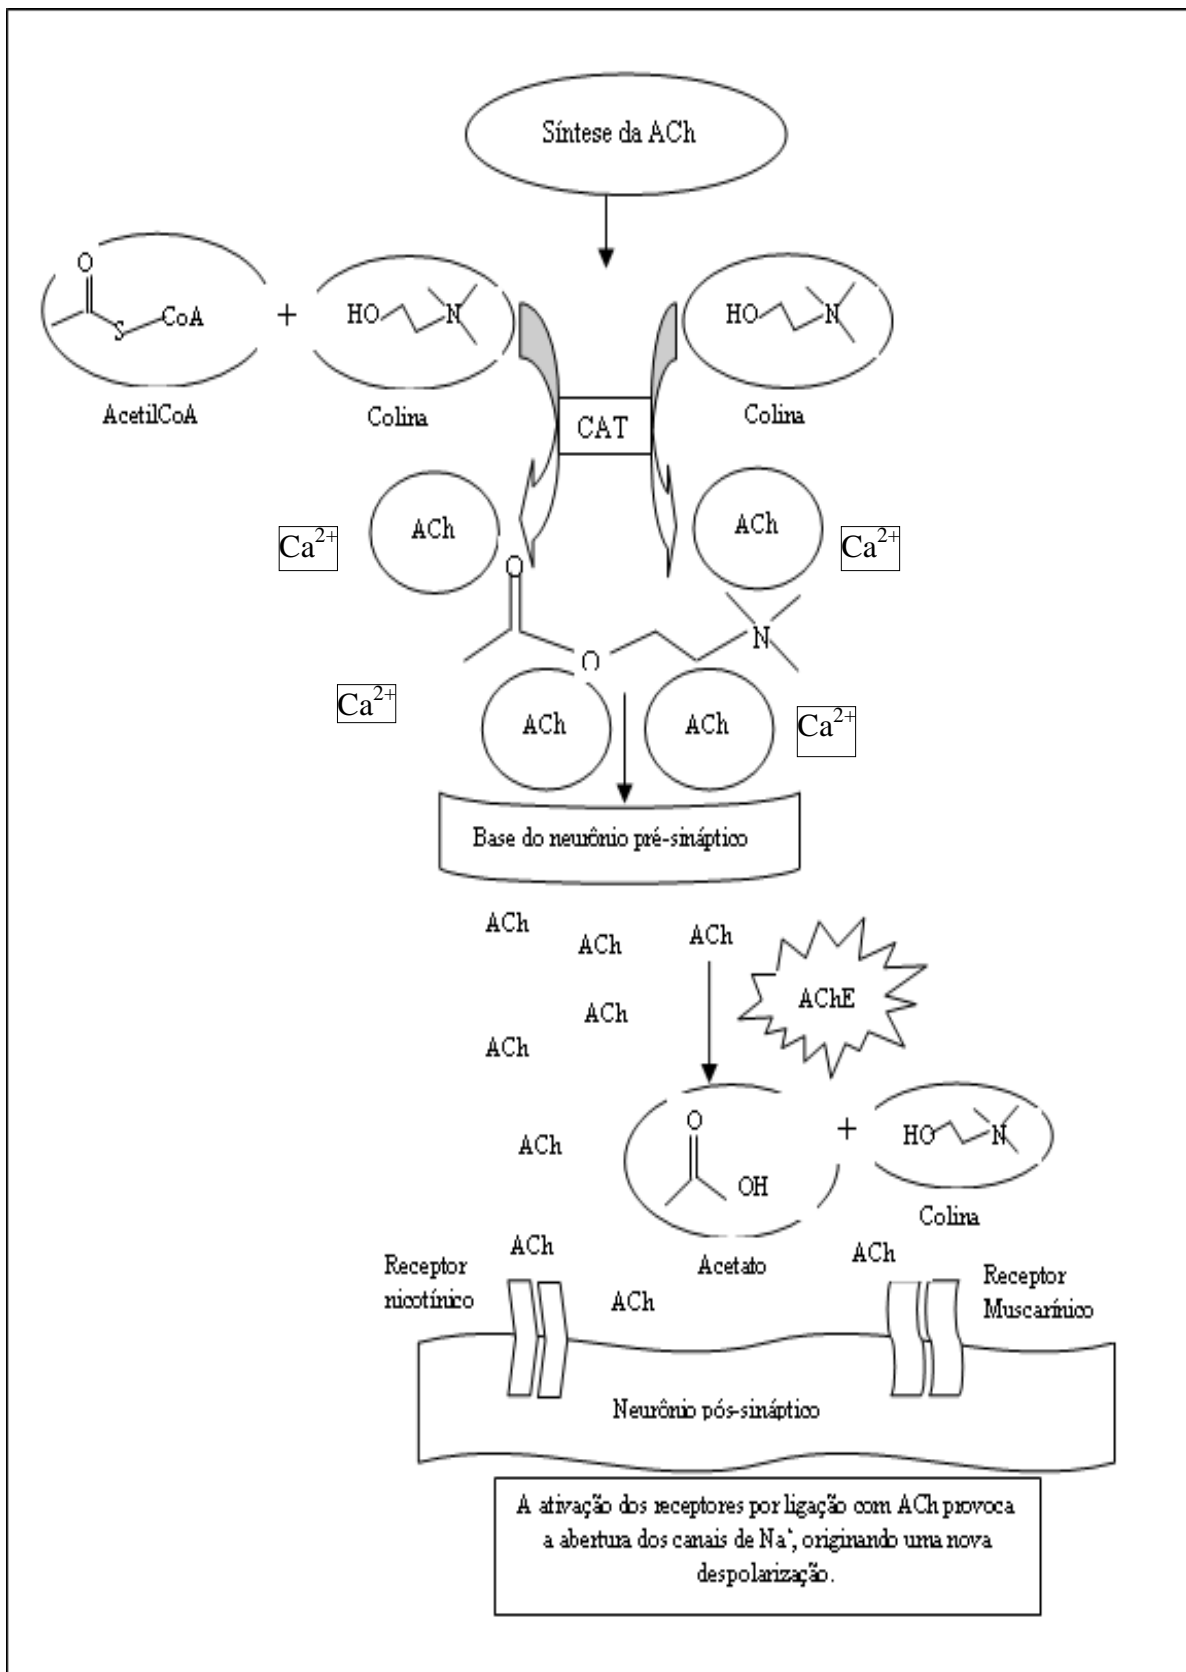 Síntese da ACh
O
S
CoA
+
HO
N
HO
N
AcetilCoA
Colina
CAT
Colina
ACh
ACh
Ca²⁺
Ca²⁺
O
N
O
Ca²⁺
ACh
ACh
Ca²⁺
Base do neurônio pré-sináptico
ACh
ACh
ACh
AChE
ACh
ACh
O
+
HO
N
ACh
OH
Colina
ACh
Acetato
ACh
Receptor
nicotínico
Receptor
Muscarínico
ACh
Neurônio pós-sináptico
A ativação dos receptores por ligação com ACh provoca
a abertura dos canais de Na⁺, originando uma nova
despolarização.